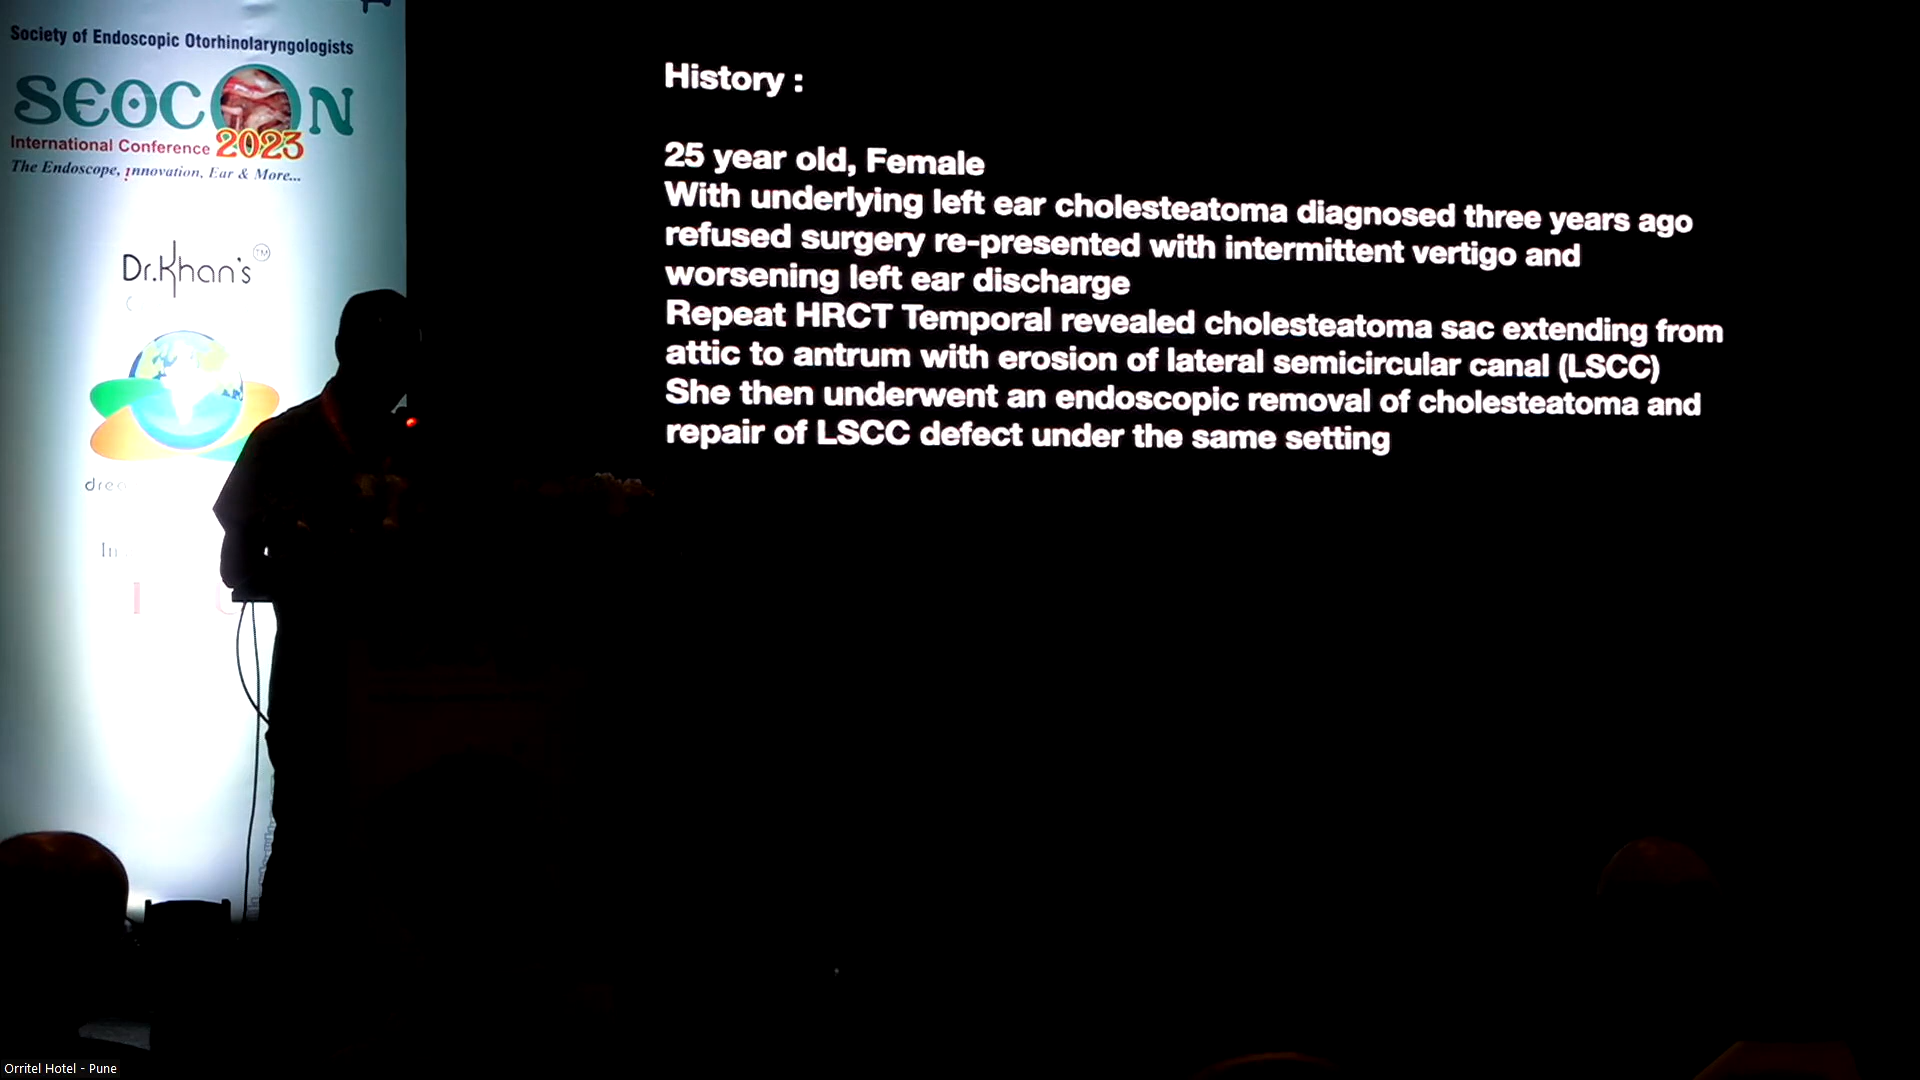 Society of Endoscopic Otorhinolaryngologists
SEOCON
International Conference 2023
The Endoscope, Innovation, Ear & More...
Dr.Khan's TM
History :
25 year old, Female
With underlying left ear cholesteatoma diagnosed three years ago
refused surgery re-presented with intermittent vertigo and
worsening left ear discharge
Repeat HRCT Temporal revealed cholesteatoma sac extending from
attic to antrum with erosion of lateral semicircular canal (LSCC)
She then underwent an endoscopic removal of cholesteatoma and
repair of LSCC defect under the same setting
Orritel Hotel - Pune